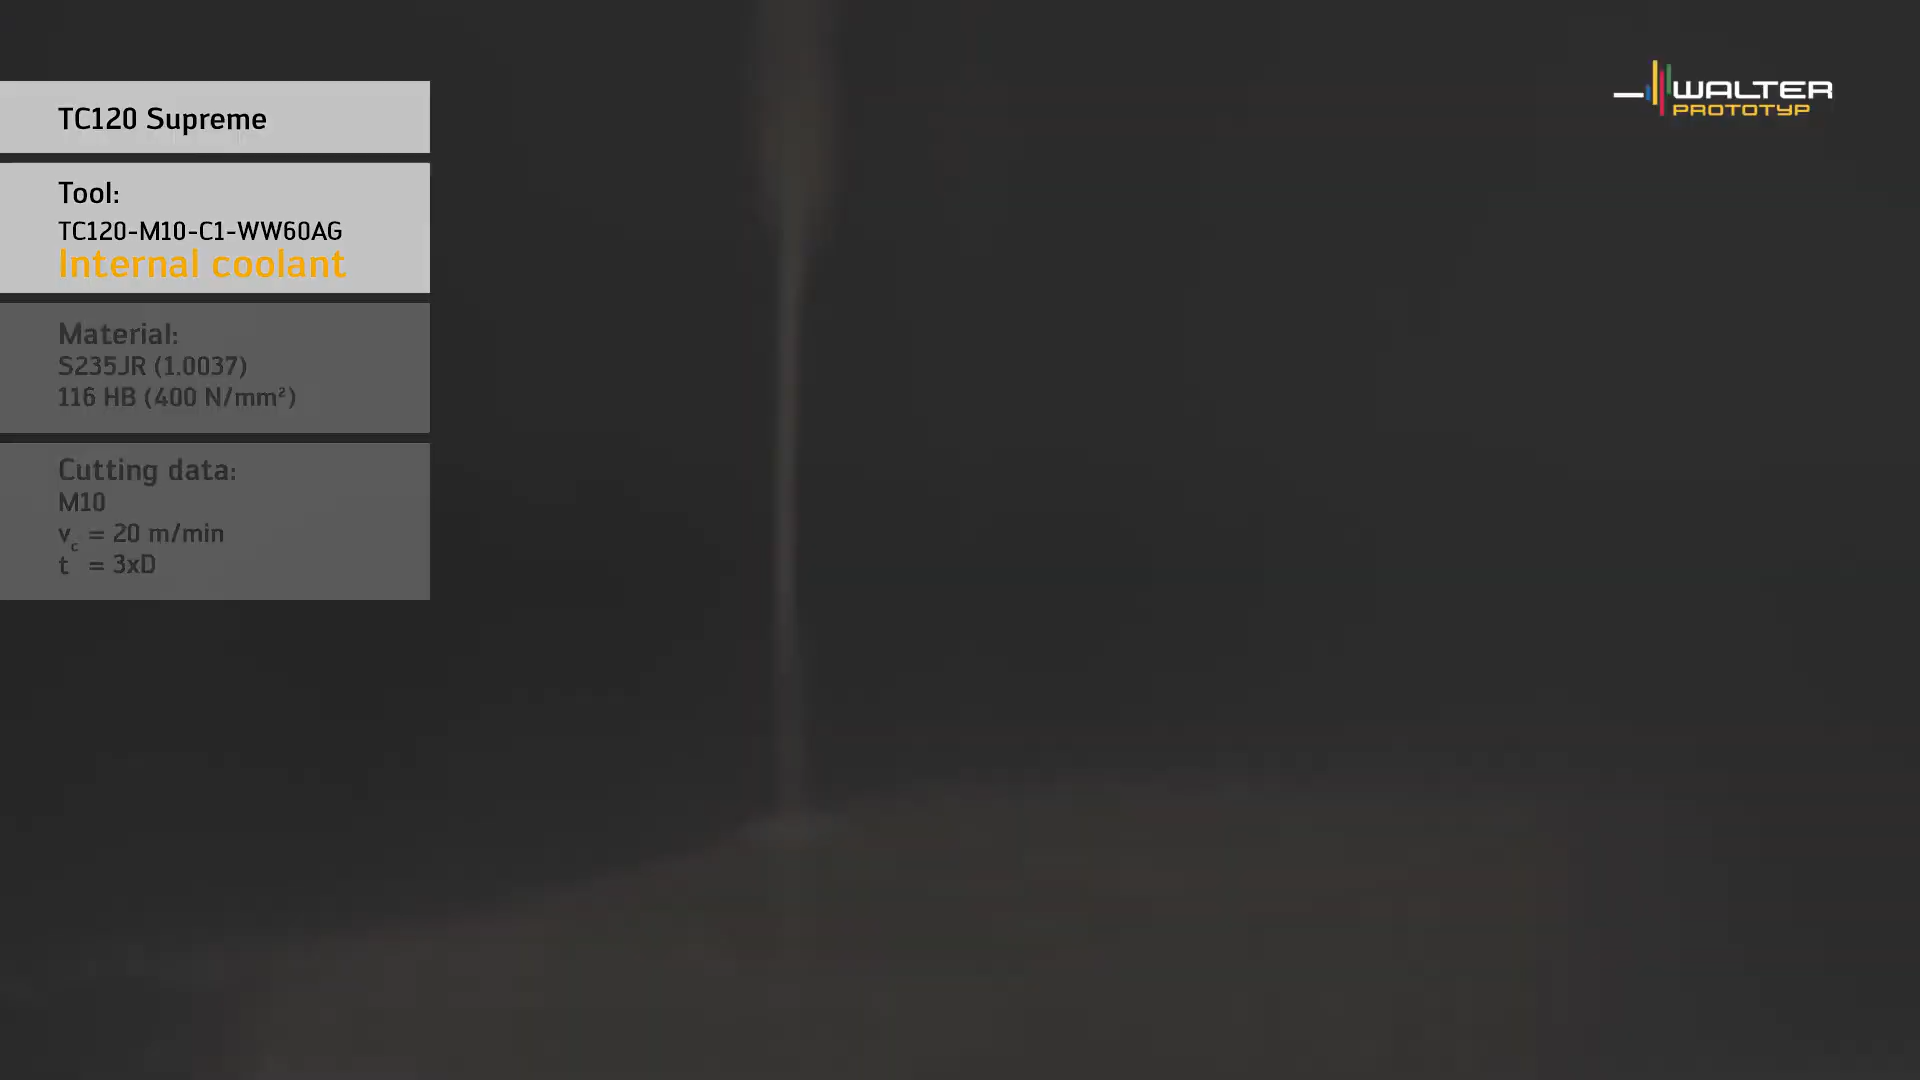 TC120 Supreme
Tool:
TC120-M10-C1-WW60AG
Internal coolant
Material:
S235JR (1.0037)
116 HB (400 N/mm²)
Cutting data:
M10
vc = 20 m/min
t = 3xD
WALTER
PROTOTYP